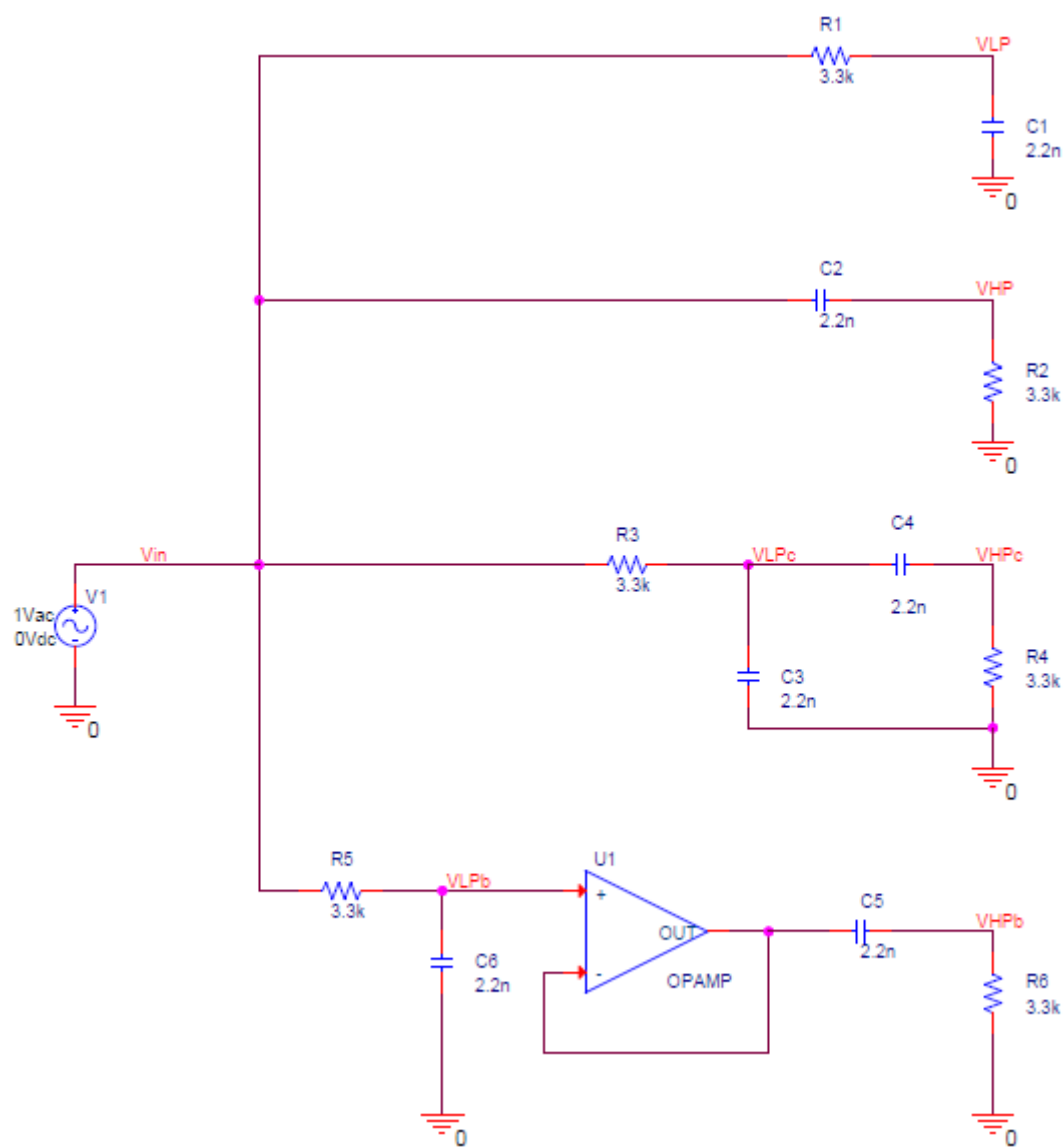 R1
VLP
3.3k
C1
2.2n
0
C2
VHP
2.2n
R2
3.3k
0
R3
C4
Vin
VLPc
VHPc
3.3k
V1
1Vac
0Vdc
2.2n
R4
C3
3.3k
2.2n
0
0
R5
U1
VLPb
C5
VHPb
3.3k
+
OUT
2.2n
C6
-
2.2n
OPAMP
R6
3.3k
0
0